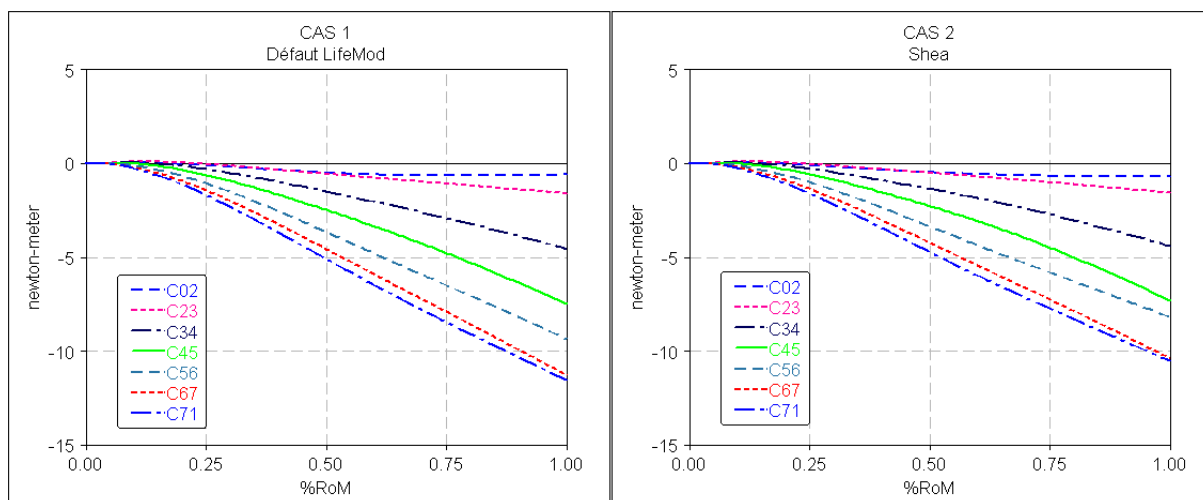 CAS 1
Défaut LifeMod
5
0
-5
-10
-15
newton-meter
C02
C23
C34
C45
C56
C67
C71
0.00 0.25 0.50 0.75 1.00
%RoM
CAS 2
Shea
5
0
-5
-10
-15
newton-meter
C02
C23
C34
C45
C56
C67
C71
0.00 0.25 0.50 0.75 1.00
%RoM